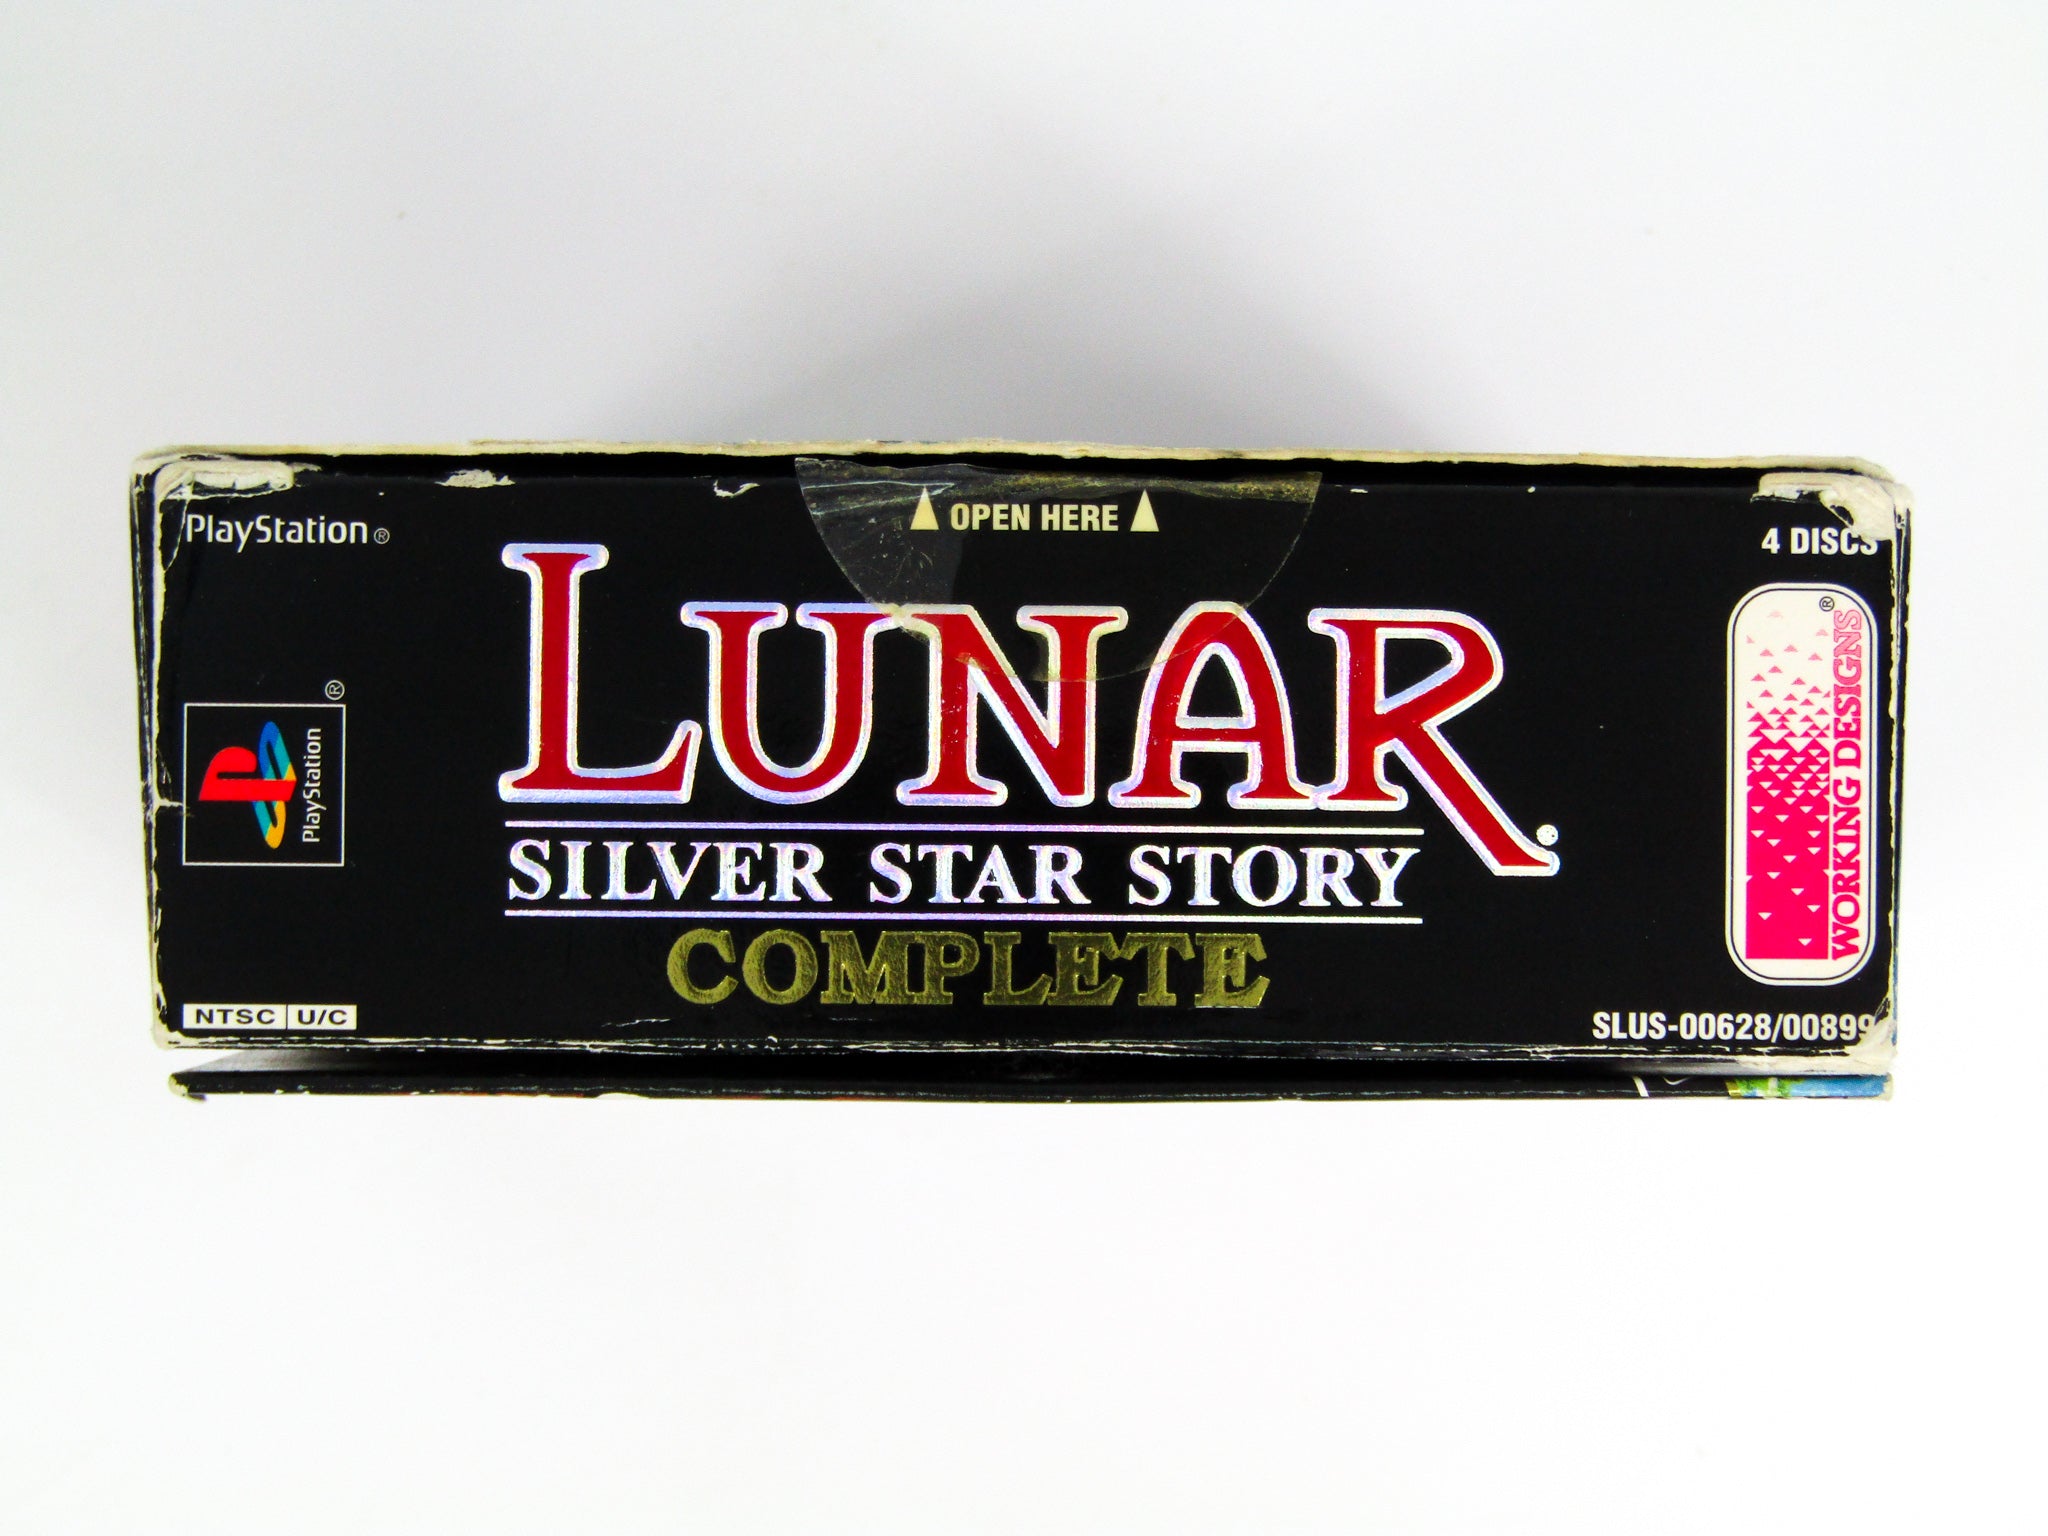 PlayStation®
OPEN HERE
4 DISCS
LUNAR®
SILVER STAR STORY
COMPLETE
PlayStation®
WORKING DESIGNS®
NTSC U/C
SLUS-00628/00899